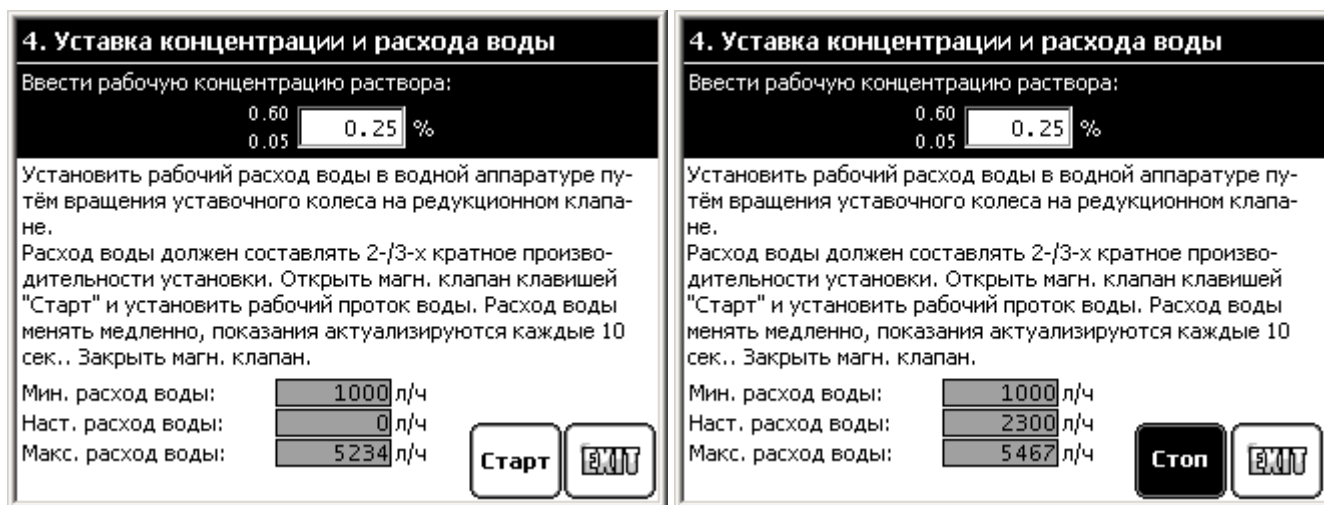 4. Уставка концентрации и расхода воды
Ввести рабочую концентрацию раствора:
0.60
0.25 %
0.05
Установить рабочий расход воды в водной аппаратуре пу-
тём вращения уставочного колеса на редукционном клапа-
не.
Расход воды должен составлять 2-/3-х кратное произво-
дительности установки. Открыть магн. клапан клавишей
"Старт" и установить рабочий проток воды. Расход воды
менять медленно, показания актуализируются каждые 10
сек.. Закрыть магн. клапан.
Мин. расход воды: 1000 л/ч
Наст. расход воды: 0 л/ч
Макс. расход воды: 5234 л/ч
Старт
EXIT
4. Уставка концентрации и расхода воды
Ввести рабочую концентрацию раствора:
0.60
0.25 %
0.05
Установить рабочий расход воды в водной аппаратуре пу-
тём вращения уставочного колеса на редукционном клапа-
не.
Расход воды должен составлять 2-/3-х кратное произво-
дительности установки. Открыть магн. клапан клавишей
"Старт" и установить рабочий проток воды. Расход воды
менять медленно, показания актуализируются каждые 10
сек.. Закрыть магн. клапан.
Мин. расход воды: 1000 л/ч
Наст. расход воды: 2300 л/ч
Макс. расход воды: 5467 л/ч
Стоп
EXIT